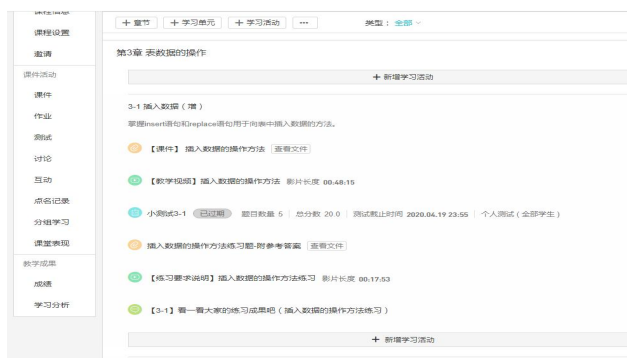 课程信息
课程设置
邀请
课件活动
课件
作业
测试
讨论
互动
点名记录
分组学习
课堂表现
教学成果
成绩
学习分析
+ 章节 + 学习单元 + 学习活动 ··· 类型：全部
第3章 表数据的操作
+ 新增学习活动
3-1 插入数据（增）
掌握insert语句和replace语句用于向表中插入数据的方法。
【课件】 插入数据的操作方法 查看文件
【教学视频】插入数据的操作方法 影片长度 00:48:15
小测试3-1 已过期 题目数量 5 | 总分数 20.0 | 测试截止时间 2020.04.19 23:55 | 个人测试（全部学生）
插入数据的操作方法练习题-附参考答案 查看文件
【练习要求说明】插入数据的操作方法练习 影片长度 00:17:53
【3-1】看一看大家的练习成果吧（插入数据的操作方法练习）
+ 新增学习活动